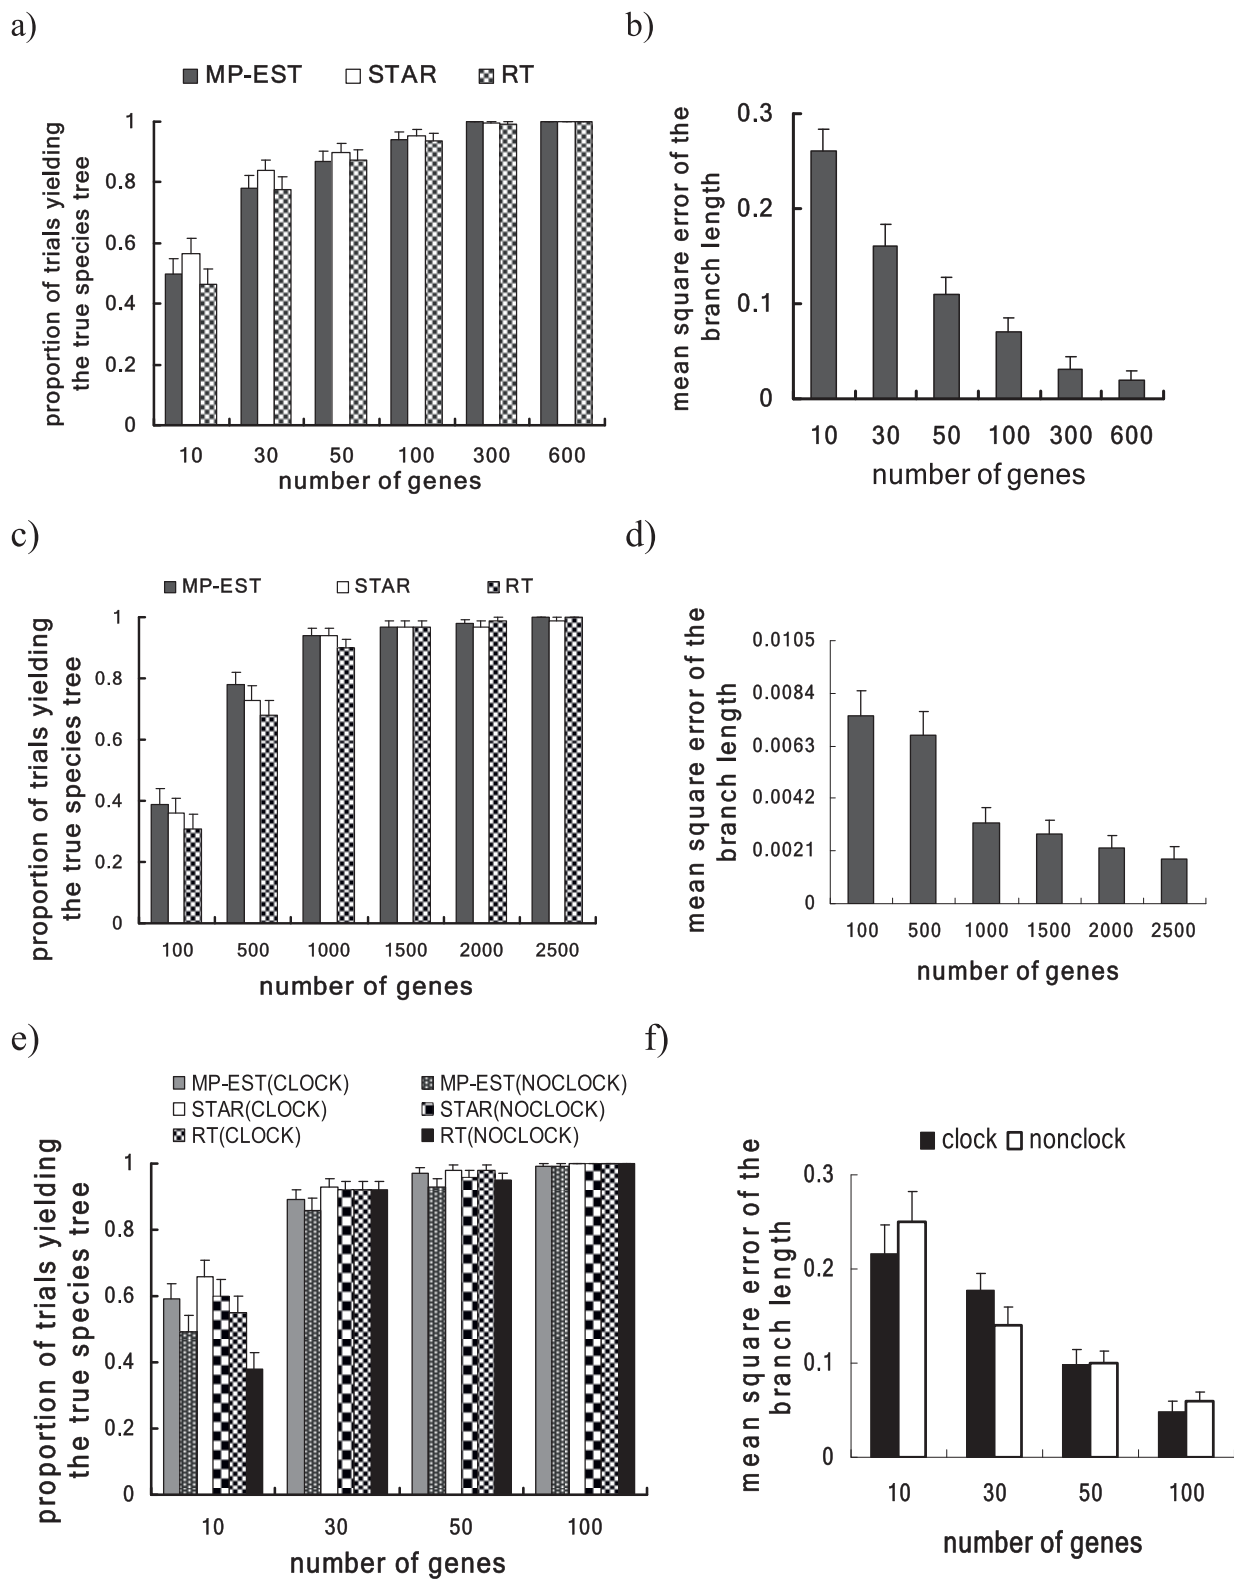 a)
MP-EST STAR RT
proportion of trials yielding
the true species tree
1
0.8
0.6
0.4
0.2
0
10 30 50 100 300 600
number of genes
b)
mean square error of the
branch length
0.3
0.2
0.1
0
10 30 50 100 300 600
number of genes
c)
MP-EST STAR RT
proportion of trials yielding
the true species tree
1
0.8
0.6
0.4
0.2
0
100 500 1000 1500 2000 2500
number of genes
d)
mean square error of the
branch length
0.0105
0.0084
0.0063
0.0042
0.0021
0
100 500 1000 1500 2000 2500
number of genes
e)
MP-EST(CLOCK) MP-EST(NOCLOCK)
STAR(CLOCK) STAR(NOCLOCK)
RT(CLOCK) RT(NOCLOCK)
proportion of trials yielding
the true species tree
1
0.8
0.6
0.4
0.2
0
10 30 50 100
number of genes
f)
clock nonclock
mean square error of the
branch length
0.3
0.2
0.1
0
10 30 50 100
number of genes